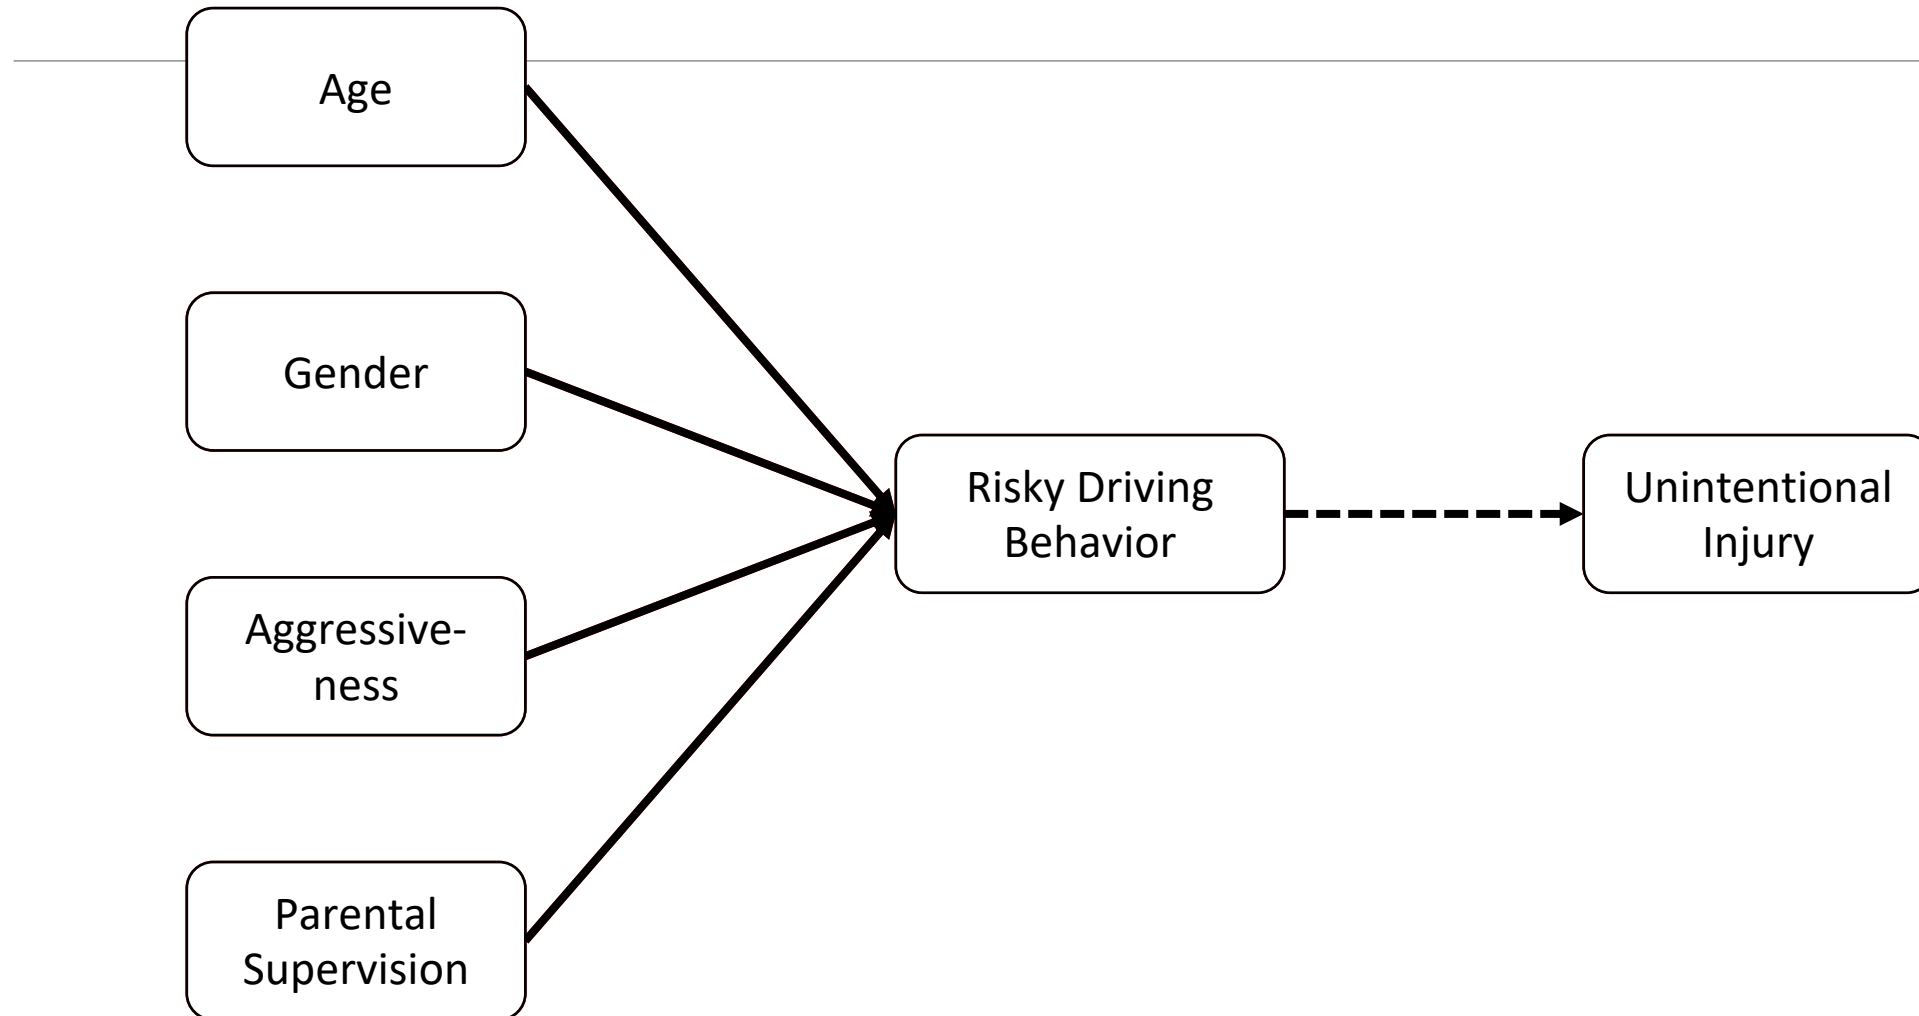 Age
Gender
Aggressive-
ness
Parental
Supervision
Risky Driving
Behavior
Unintentional
Injury